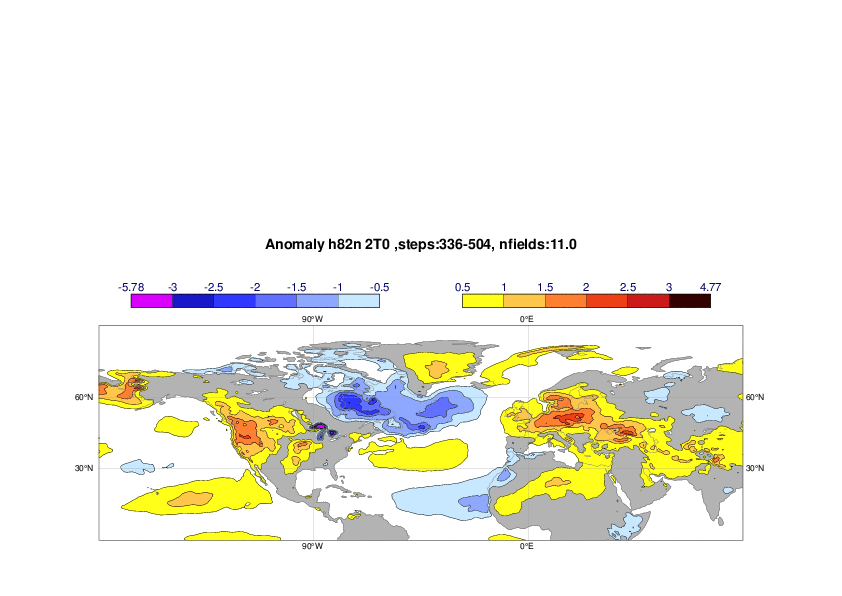 Anomaly h82n 2T0 ,steps:336-504, nfields:11.0
-5.78 -3 -2.5 -2 -1.5 -1 -0.5 0.5 1 1.5 2 2.5 3 4.77
90°W 0°E
60°N 60°N
30°N 30°N
90°W 0°E